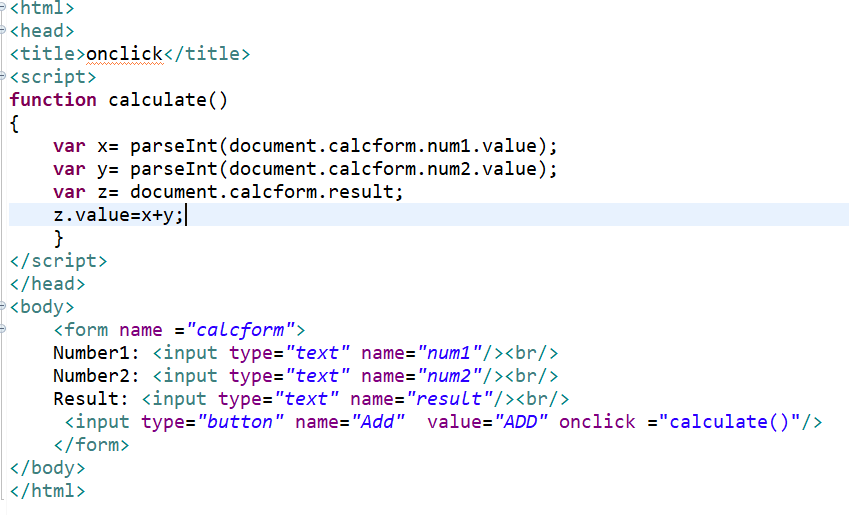 <html>
<head>
<title>onclick</title>
<script>
function calculate()
{
    var x= parseInt(document.calcform.num1.value);
    var y= parseInt(document.calcform.num2.value);
    var z= document.calcform.result;
    z.value=x+y;
    }
</script>
</head>
<body>
    <form name ="calcform">
    Number1: <input type="text" name="num1"/><br/>
    Number2: <input type="text" name="num2"/><br/>
    Result: <input type="text" name="result"/><br/>
     <input type="button" name="Add"  value="ADD" onclick ="calculate()"/>
    </form>
</body>
</html>